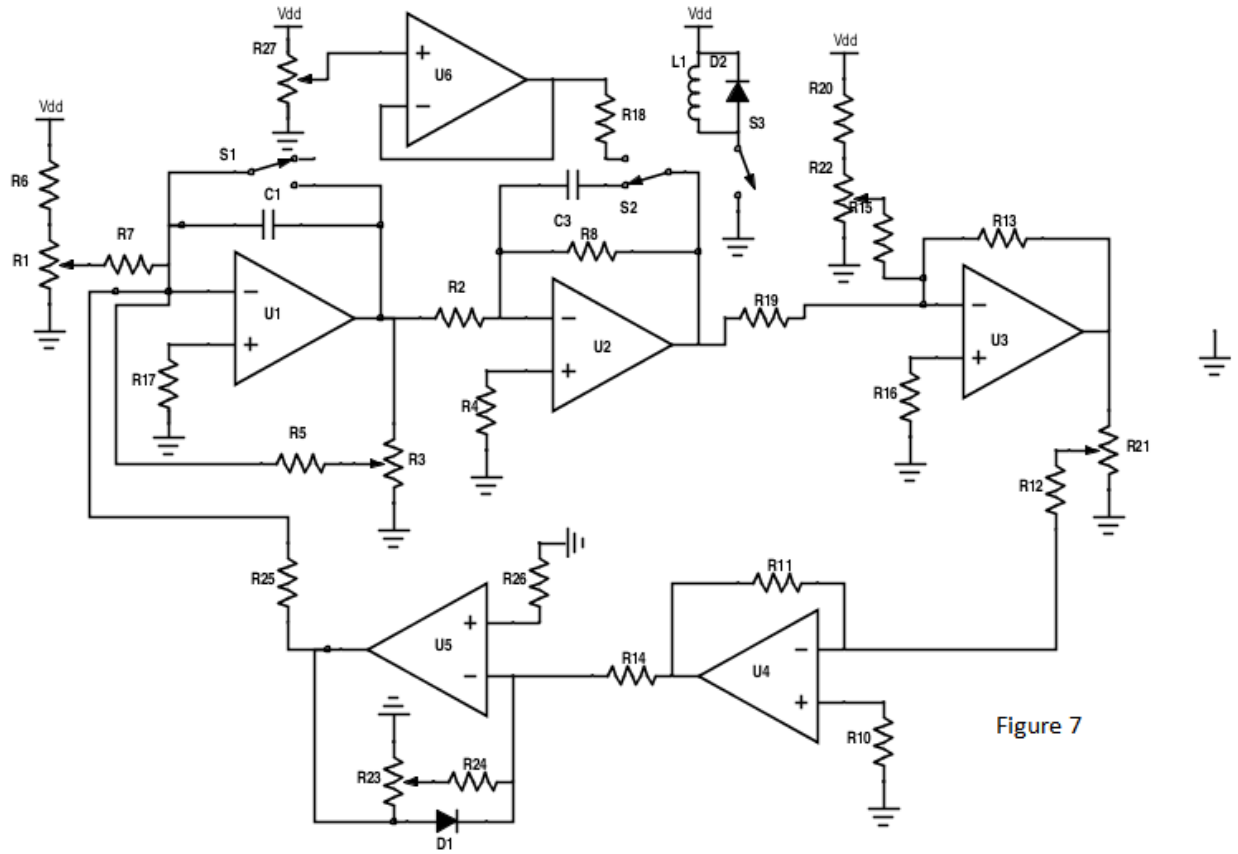 Vdd
Vdd
Vdd
Vdd
R27
+
−
U6
R18
L1
D2
S3
R20
R22
R15
R13
S1
R6
R1
R7
C1
−
+
U1
R17
R5
R3
R2
C3
S2
R8
−
+
U2
R4
R19
−
+
U3
R16
R21
R12
R25
R26
+
−
U5
R23
R24
D1
R14
R11
−
+
U4
R10
Figure 7